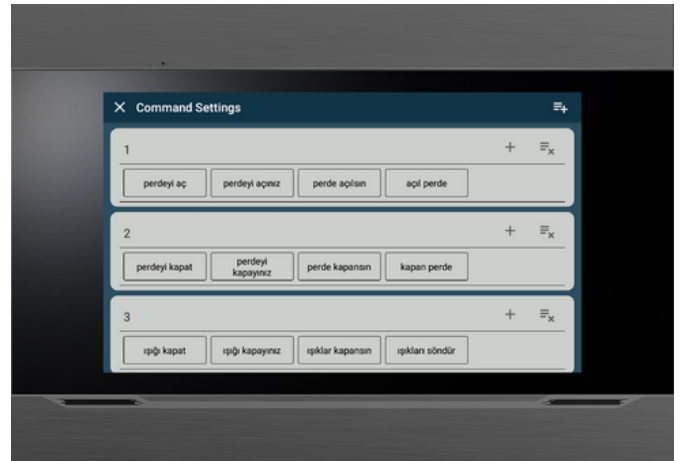 Command Settings
1
perdeyi aç
perdeyi açınız
perde açılsın
açıl perde
2
perdeyi kapat
perdeyi
kapayınız
perde kapansın
kapan perde
3
ışığı kapat
ışığı kapayınız
ışıklar kapansın
ışıkları söndür